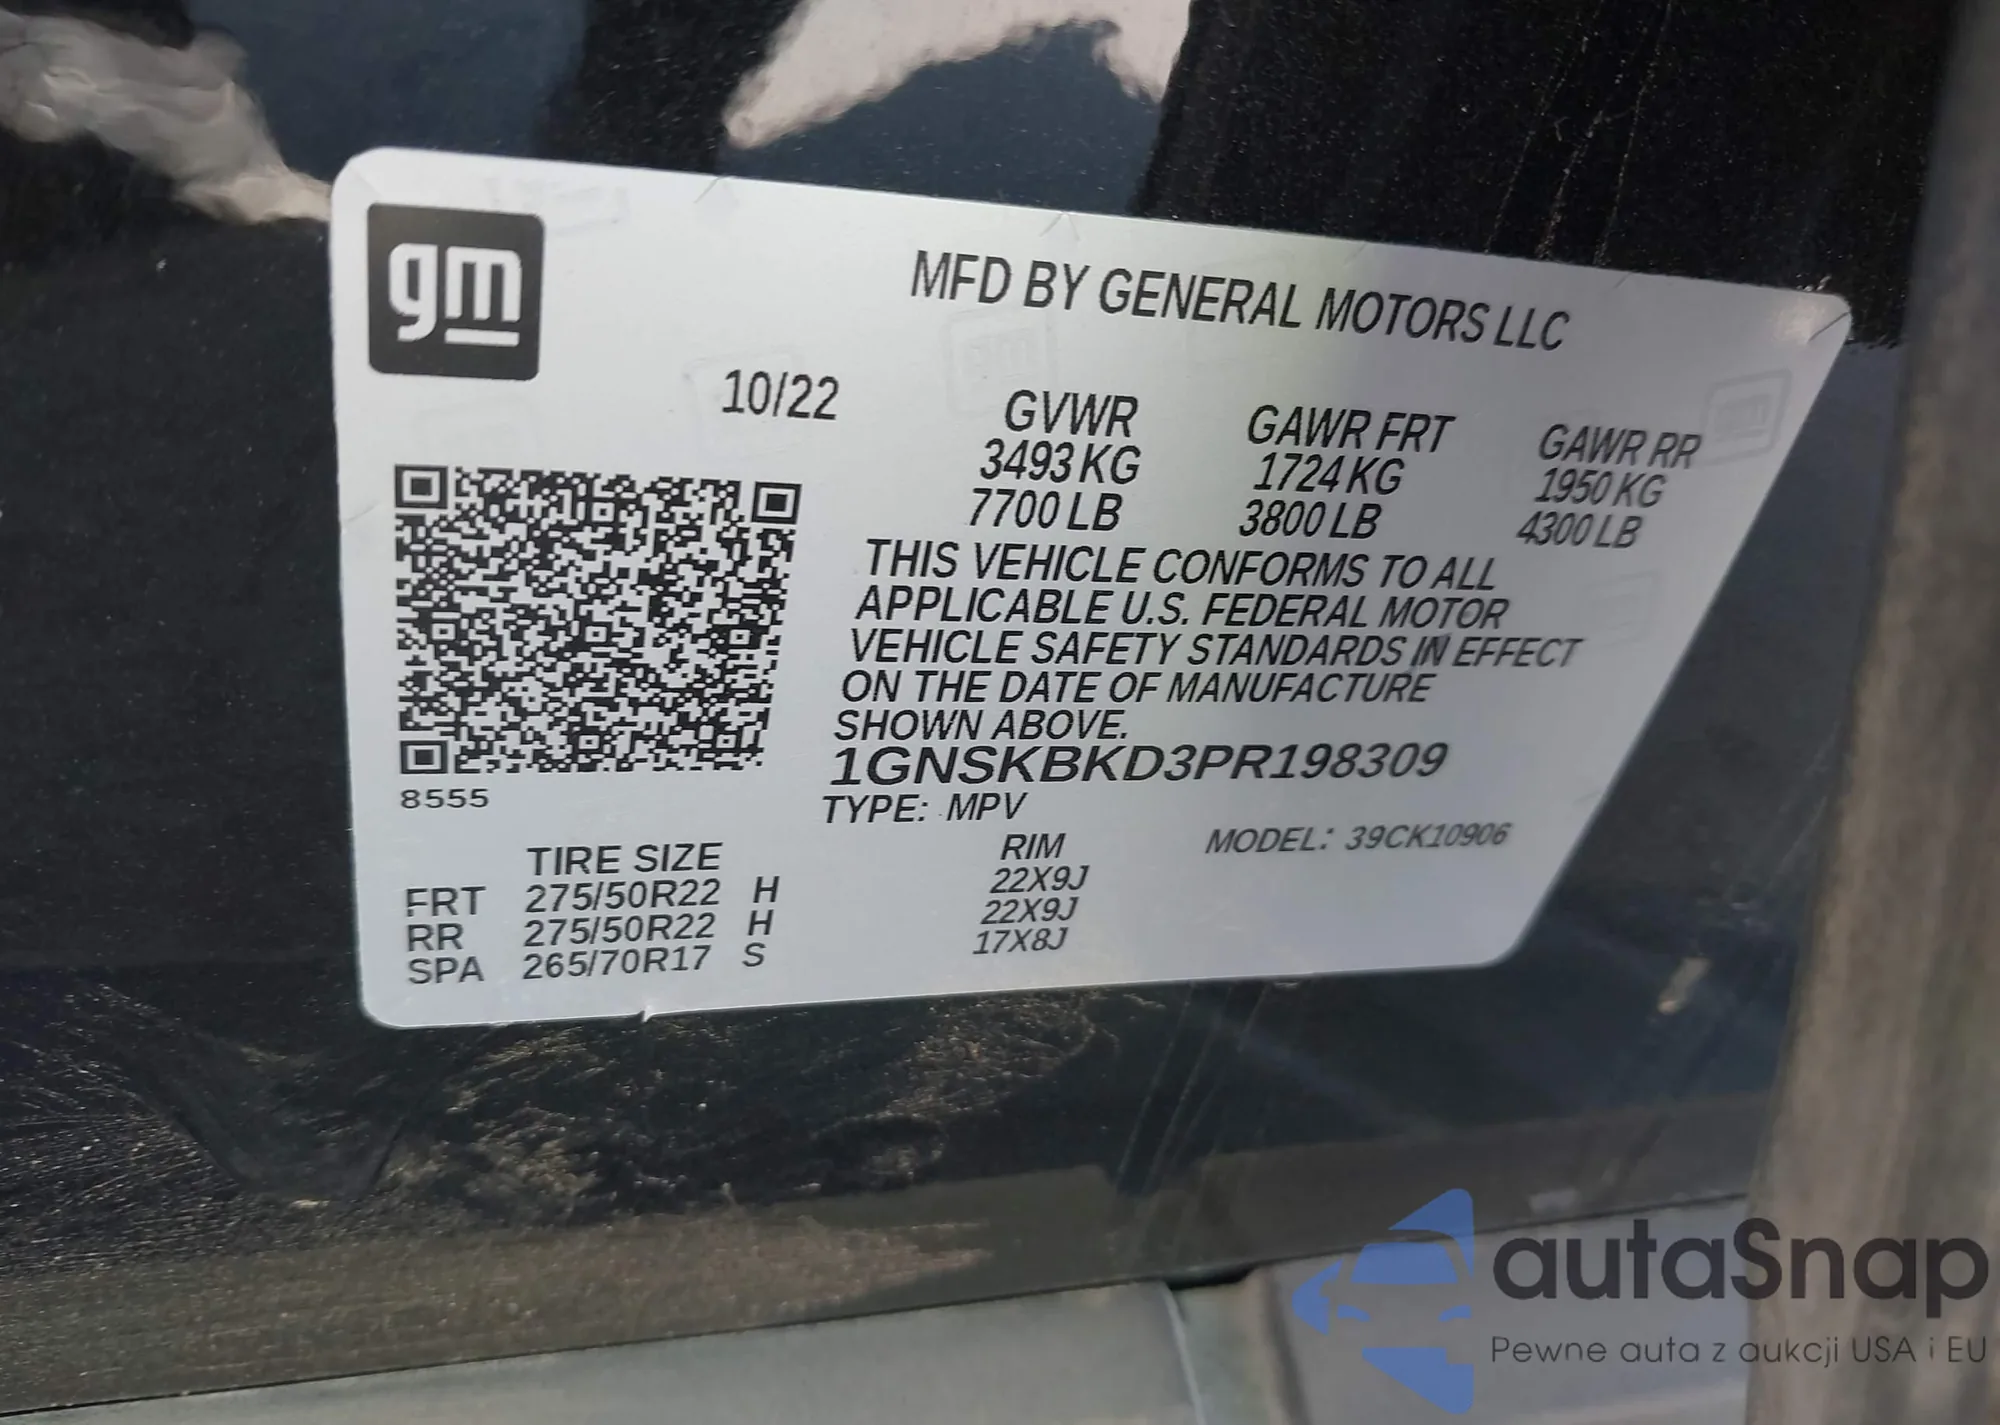 gm
MFD BY GENERAL MOTORS LLC
10/22
GVWR GAWR FRT GAWR RR
3493 KG 1724 KG 1950 KG
7700 LB 3800 LB 4300 LB
THIS VEHICLE CONFORMS TO ALL
APPLICABLE U.S. FEDERAL MOTOR
VEHICLE SAFETY STANDARDS IN EFFECT
ON THE DATE OF MANUFACTURE
SHOWN ABOVE.
1GNSKBKD3PR198309
8555
TYPE: MPV
MODEL: 39CK10906
TIRE SIZE RIM
FRT 275/50R22 H 22X9J
RR 275/50R22 H 22X9J
SPA 265/70R17 S 17X8J
autaSnap
Pewne auta z aukcji USA i EU